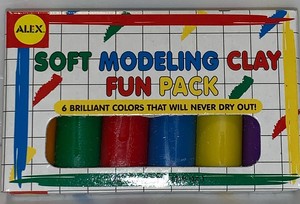 ALEX
SOFT MODELING CLAY
FUN PACK
6 BRILLIANT COLORS THAT WILL NEVER DRY OUT!